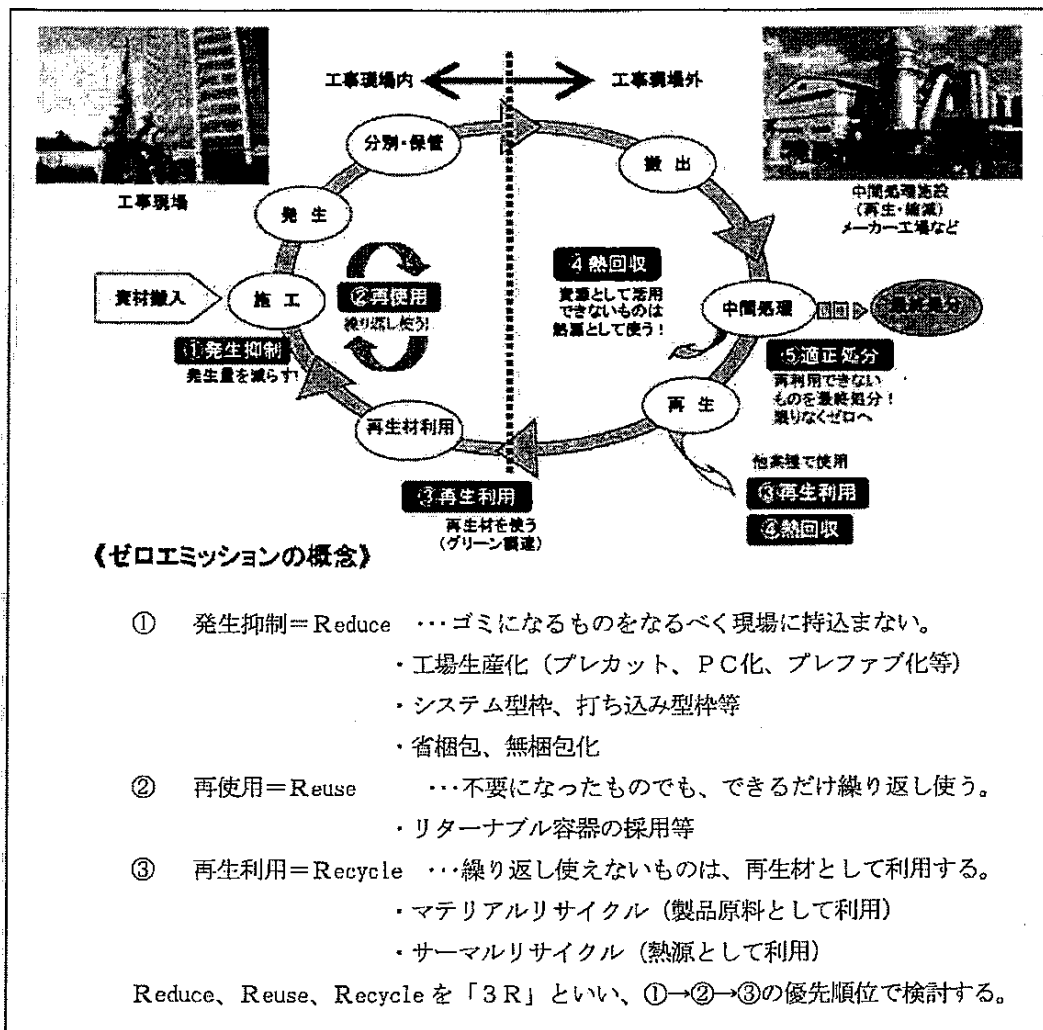 工事現場内
工事現場外
分別・保管
搬出
工事現場
発生
中間処理施設
(再生・縮減)
メーカー工場など
資材搬入
施工
②再使用
繰り返し使う!
④熱回収
資源として活用
できないものは
熱源として使う!
中間処理
最終処分
①発生抑制
発生量を減らす!
⑤適正処分
再利用できない
ものを最終処分!
限りなくゼロへ
再生材利用
再生
他業種で使用
③再生利用
④熱回収
③再生利用
再生材を使う
(グリーン調達)
《ゼロエミッションの概念》
① 発生抑制=Reduce …ゴミになるものをなるべく現場に持込まない。
・工場生産化(プレカット、PC化、プレファブ化等)
・システム型枠、打ち込み型枠等
・省梱包、無梱包化
② 再使用=Reuse …不要になったものでも、できるだけ繰り返し使う。
・リターナブル容器の採用等
③ 再生利用=Recycle …繰り返し使えないものは、再生材として利用する。
・マテリアルリサイクル(製品原料として利用)
・サーマルリサイクル(熱源として利用)
Reduce、Reuse、Recycleを「3R」といい、①→②→③の優先順位で検討する。